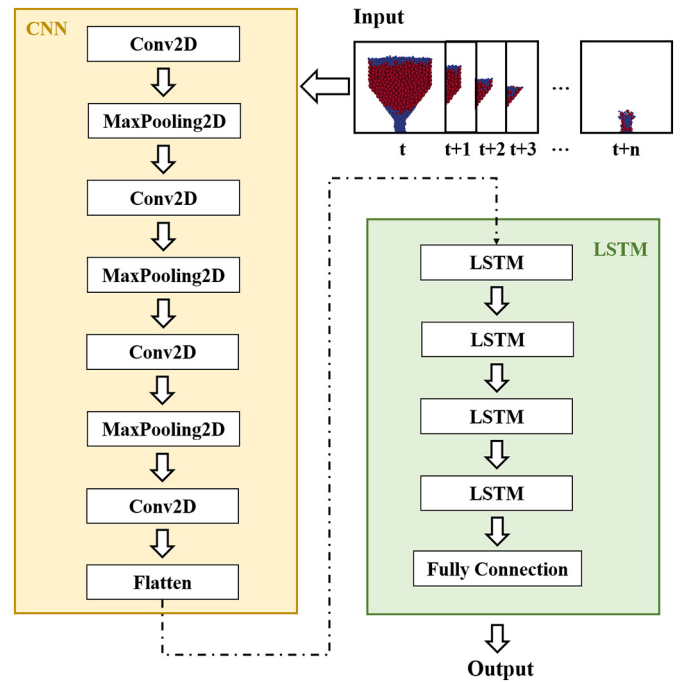 CNN
Conv2D
MaxPooling2D
Conv2D
MaxPooling2D
Conv2D
MaxPooling2D
Conv2D
Flatten
Input
... 
t t+1 t+2 t+3 ... t+n
LSTM
LSTM
LSTM
LSTM
LSTM
Fully Connection
Output